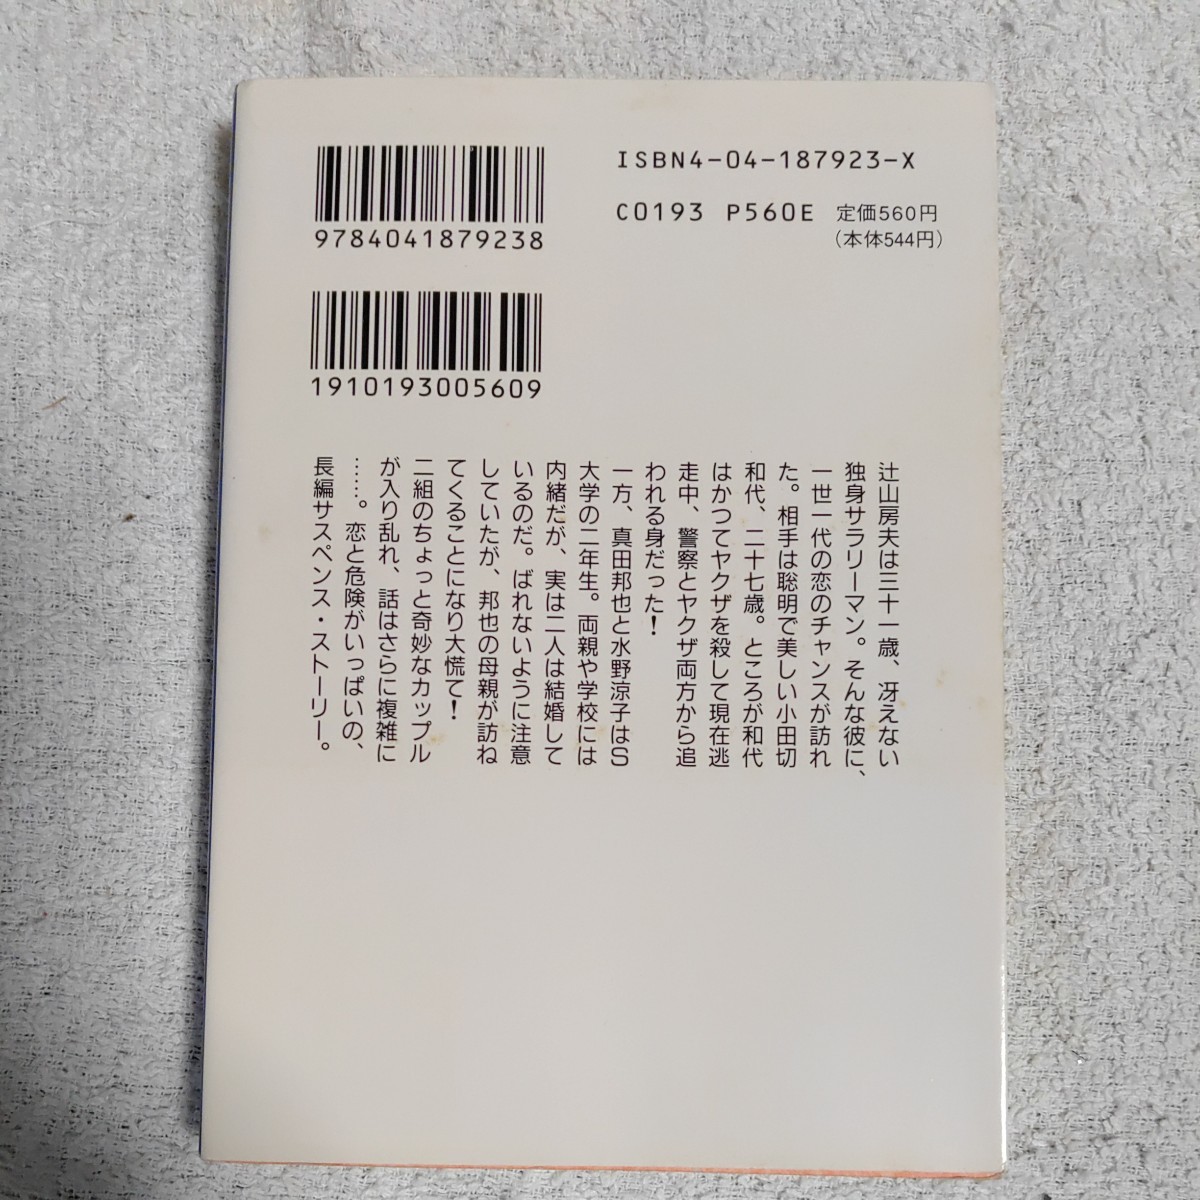 ISBN4-04-187923-X
C0193 P560E 定価560円
(本体544円)
9784041879238
1910193005609
辻山房夫は三十一歳、冴えない
独身サラリーマン。そんな彼に、
一世一代の恋のチャンスが訪れ
た。相手は聡明で美しい小田切
和代、二十七歳。ところが和代
はかつてヤクザを殺して現在逃
走中、警察とヤクザ両方から追
われる身だった！
一方、真田邦也と水野涼子はS
大学の二年生。両親や学校には
内緒だが、実は二人は結婚して
いるのだ。ばれないように注意
していたが、邦也の母親が訪ね
てくることになり大慌て！
二組のちょっと奇妙なカップル
が入り乱れ、話はさらに複雑に
……。恋と危険がいっぱいの、
長編サスペンス・ストーリー。